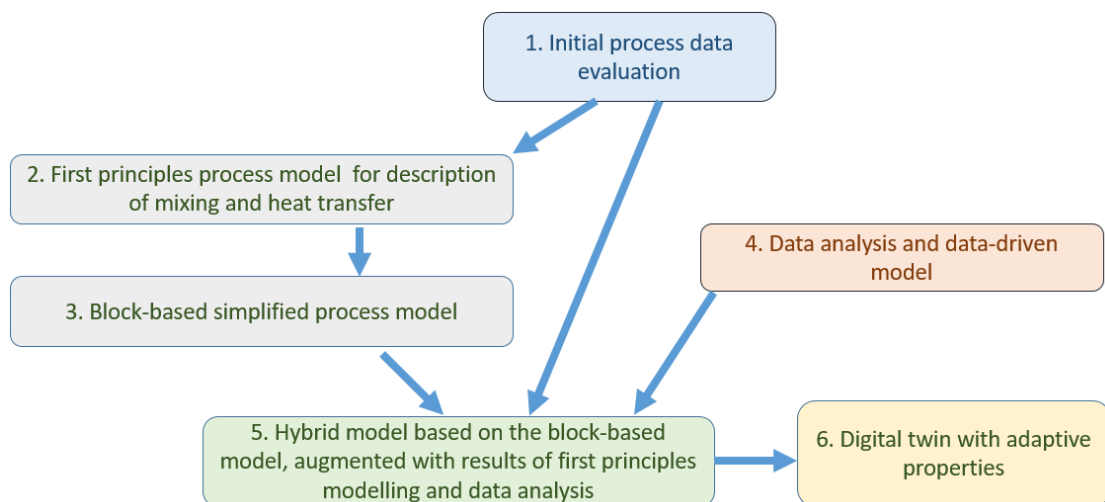 1. Initial process data
evaluation
2. First principles process model for description
of mixing and heat transfer
4. Data analysis and data-driven
model
3. Block-based simplified process model
5. Hybrid model based on the block-based
model, augmented with results of first principles
modelling and data analysis
6. Digital twin with adaptive
properties